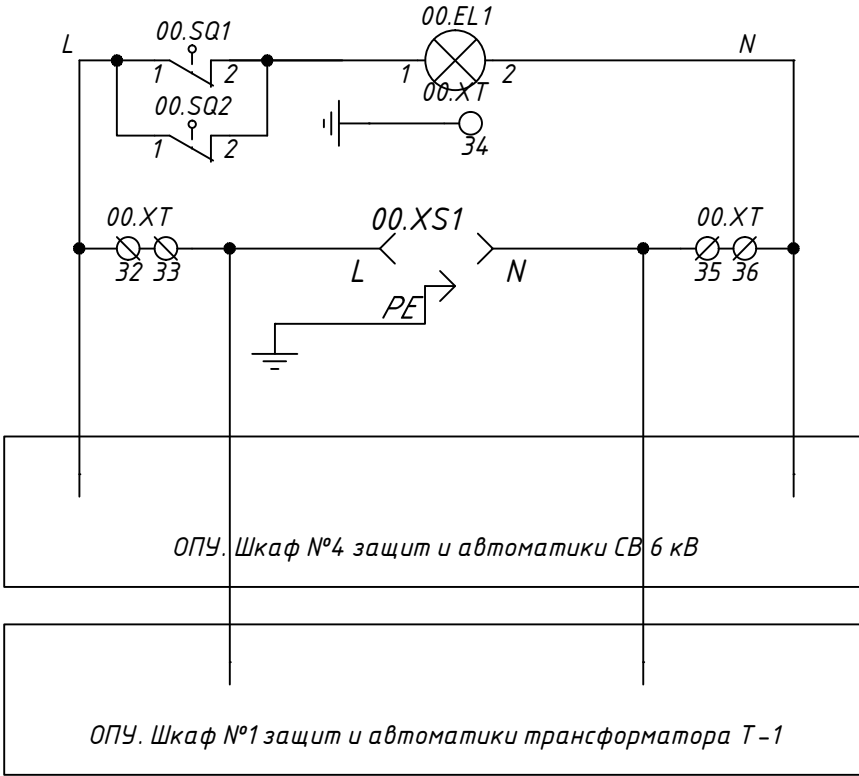 00.EL1
L 00.SQ1 N
1 2 1 2
00.SQ2 00.XT
1 2 34
00.XT 00.XS1 00.XT
32 33 L N 35 36
PE
ОПУ. Шкаф №4 защит и автоматики СВ 6 кВ
ОПУ. Шкаф №1 защит и автоматики трансформатора Т-1